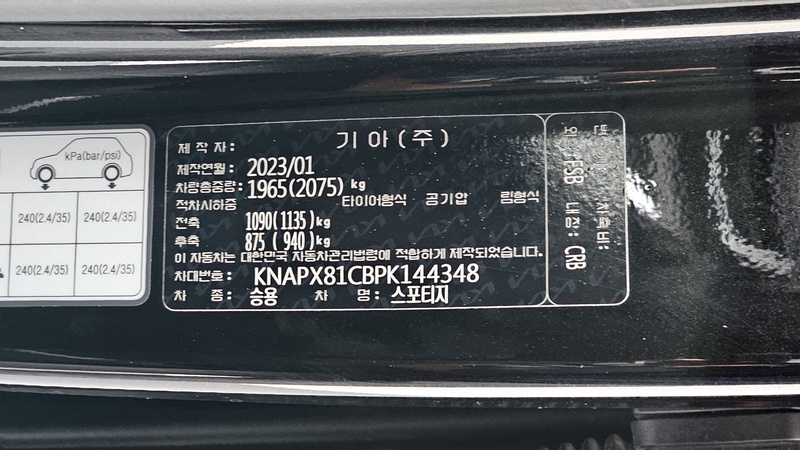 kPa(bar/psi)
240(2.4/35) 240(2.4/35)
240(2.4/35) 240(2.4/35)
제작자: 기아(주)
제작연월: 2023/01
차량총중량: 1965(2075) kg
적차시하중 타이어형식 공기압 림형식
전축 1090(1135)kg
후축 875 ( 940)kg
이 자동차는 대한민국 자동차관리법령에 적합하게 제작되었습니다.
차대번호: KNAPX81CBPK144348
차 종: 승용 차 명: 스포티지
외장: ESB 내장: CRB